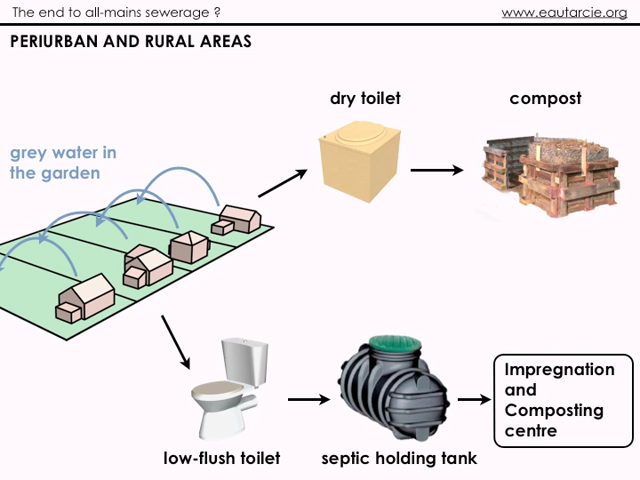 The end to all-mains sewerage ?
www.eautarcie.org
PERIURBAN AND RURAL AREAS
dry toilet
compost
grey water in
the garden
Impregnation
and
Composting
centre
low-flush toilet
septic holding tank